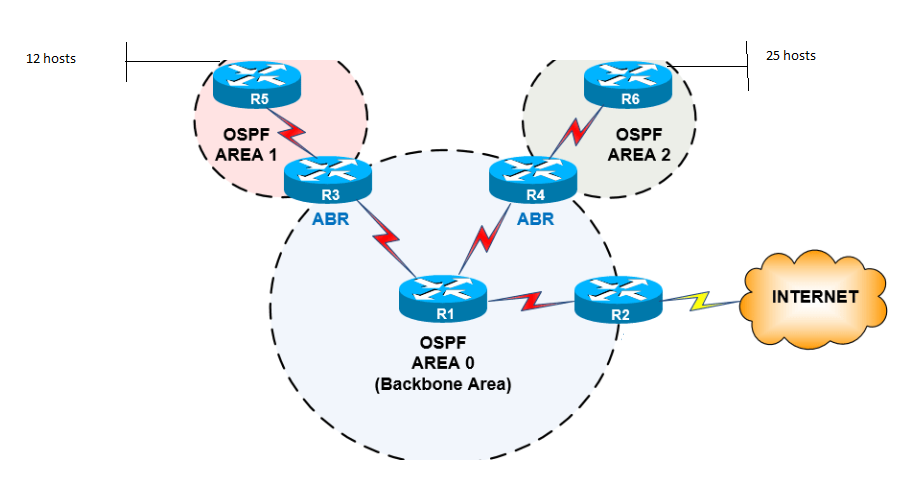 12 hosts
25 hosts
R5
R6
OSPF
AREA 1
OSPF
AREA 2
R3
ABR
R4
ABR
R1
R2
INTERNET
OSPF
AREA 0
(Backbone Area)